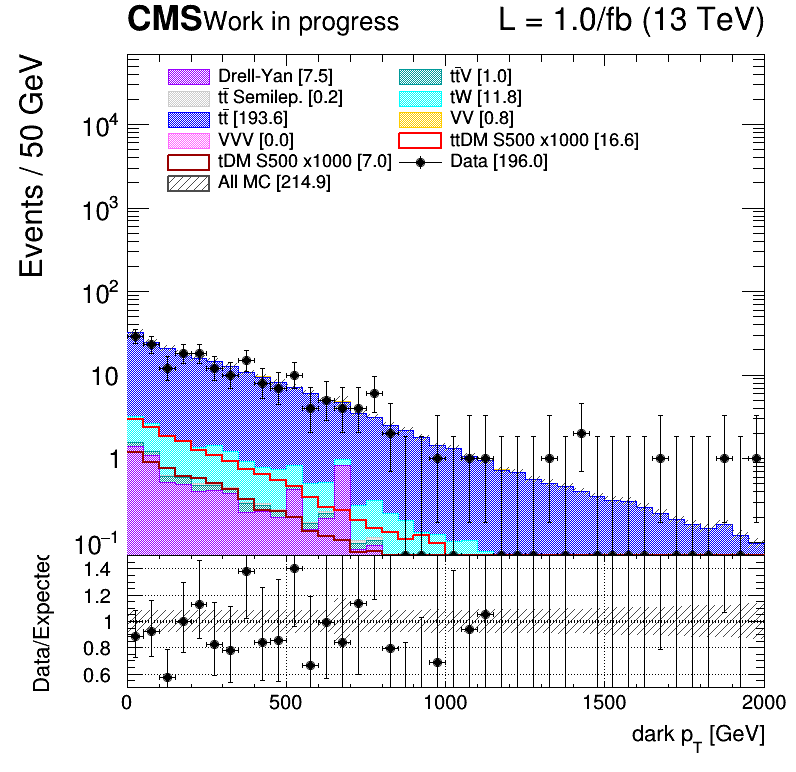 CMS Work in progress L = 1.0/fb (13 TeV)
Drell-Yan [7.5] tt̄V [1.0]
tt̄ Semilep. [0.2] tW [11.8]
tt̄ [193.6] VV [0.8]
VVV [0.0] ttDM S500 x1000 [16.6]
tDM S500 x1000 [7.0] Data [196.0]
All MC [214.9]
Events / 50 GeV
10⁴
10³
10²
10
1
10⁻¹
Data/Expected
1.4
1.2
1
0.8
0.6
0 500 1000 1500 2000
dark p_T [GeV]